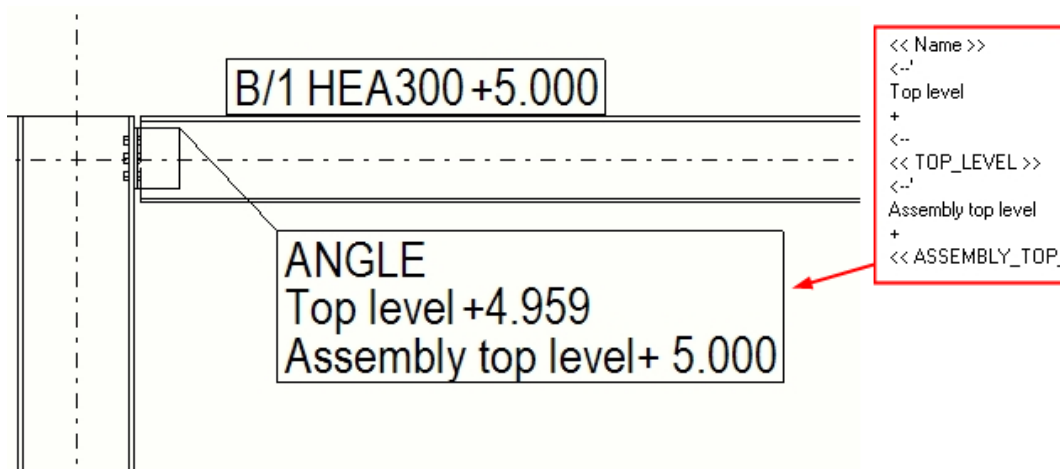 B/1 HEA300 +5.000
ANGLE
Top level +4.959
Assembly top level+ 5.000
<< Name >>
<--'
Top level
+
<--
<< TOP_LEVEL >>
<--'
Assembly top level
+
<< ASSEMBLY_TOP_